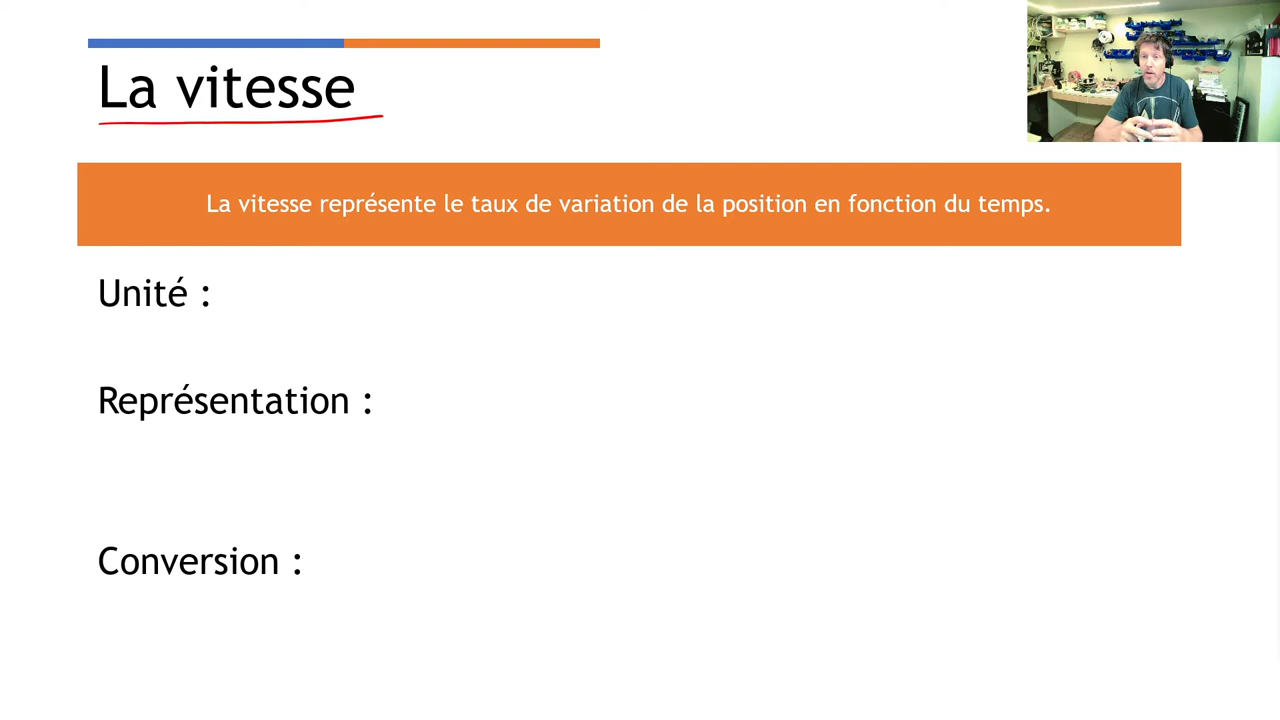 La vitesse
La vitesse représente le taux de variation de la position en fonction du temps.
Unité :
Représentation :
Conversion :